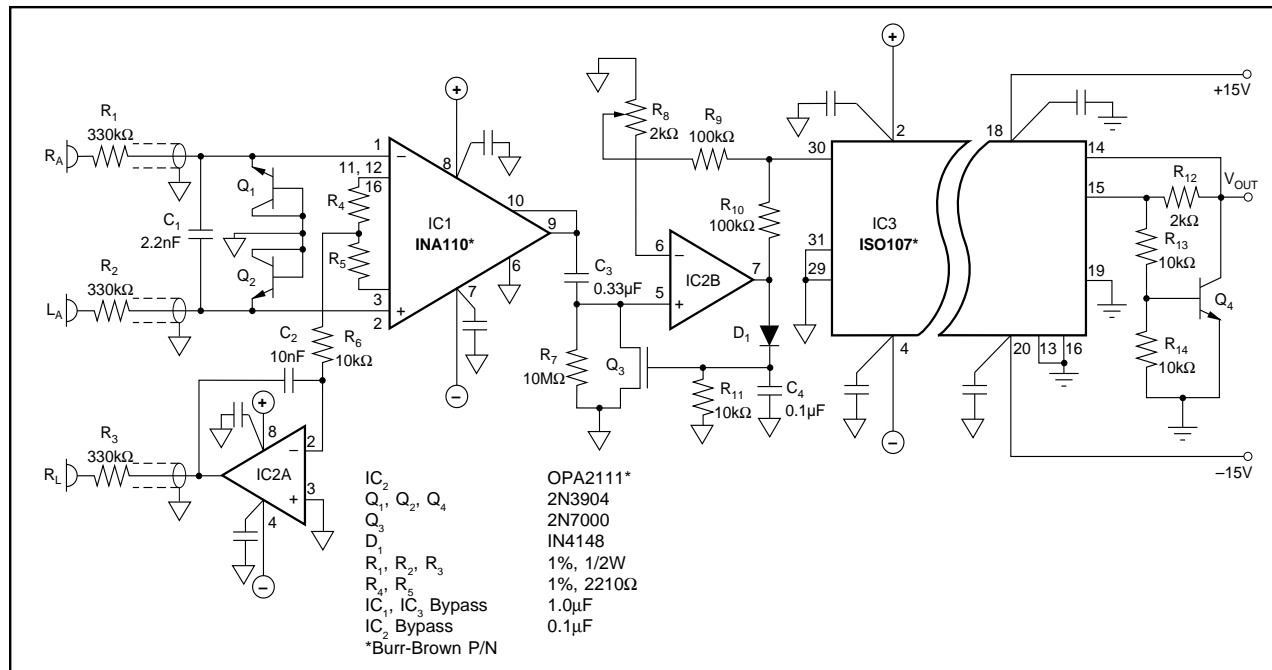 R1
330kΩ
RA
C1
2.2nF
R2
330kΩ
LA
Q1
Q2
1
11, 12
16
R4
R5
3
2
−
+
8
10
9
6
7
IC1
INA110*
+
−
C2
10nF
R6
10kΩ
R3
330kΩ
RL
IC2A
8
2
3
4
−
+
+
−
C3
0.33µF
R7
10MΩ
Q3
R8
2kΩ
R9
100kΩ
R10
100kΩ
6
5
7
−
+
IC2B
D1
R11
10kΩ
C4
0.1µF
+
2
30
31
29
4
−
IC3
ISO107*
18
14
15
19
20
13
16
+15V
VOUT
R12
2kΩ
R13
10kΩ
Q4
R14
10kΩ
–15V
IC2 OPA2111*
Q1, Q2, Q4 2N3904
Q3 2N7000
D1 IN4148
R1, R2, R3 1%, 1/2W
R4, R5 1%, 2210Ω
IC1, IC3 Bypass 1.0µF
IC2 Bypass 0.1µF
*Burr-Brown P/N